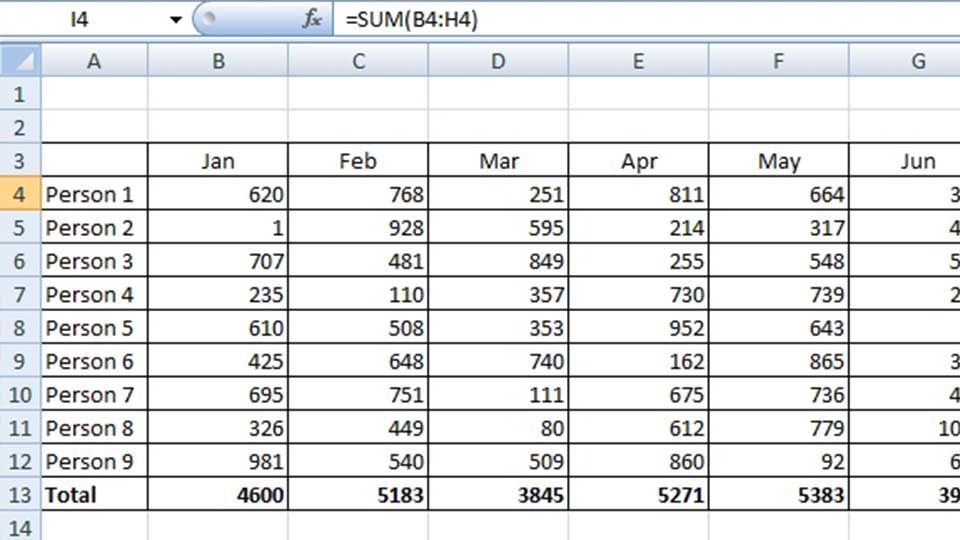 I4 fx =SUM(B4:H4)
A B C D E F G
1
2
3 Jan Feb Mar Apr May Jun
4 Person 1 620 768 251 811 664 3
5 Person 2 1 928 595 214 317 4
6 Person 3 707 481 849 255 548 5
7 Person 4 235 110 357 730 739 2
8 Person 5 610 508 353 952 643
9 Person 6 425 648 740 162 865 3
10 Person 7 695 751 111 675 736 4
11 Person 8 326 449 80 612 779 10
12 Person 9 981 540 509 860 92 6
13 Total 4600 5183 3845 5271 5383 39
14